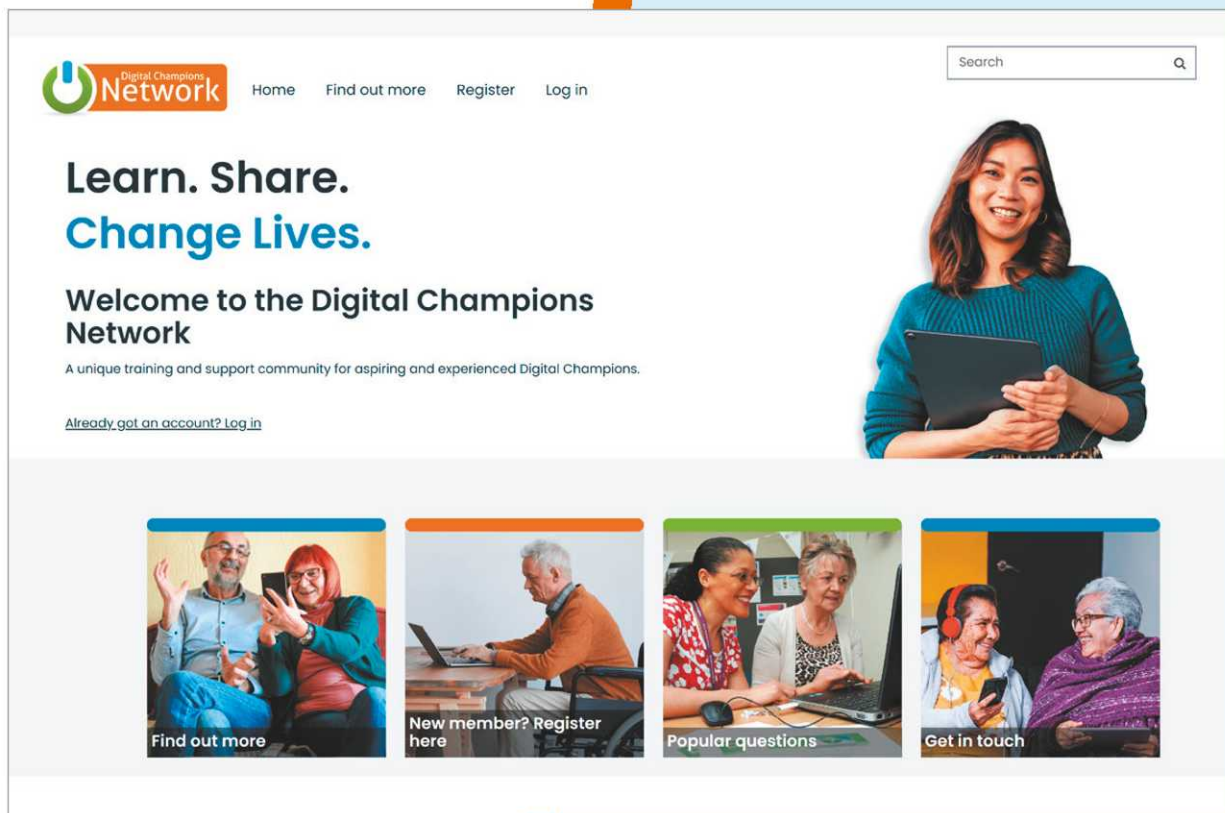 Digital Champions
Network
Home Find out more Register Log in
Search
Learn. Share.
Change Lives.
Welcome to the Digital Champions
Network
A unique training and support community for aspiring and experienced Digital Champions.
Already got an account? Log in
Find out more
New member? Register
here
Popular questions
Get in touch